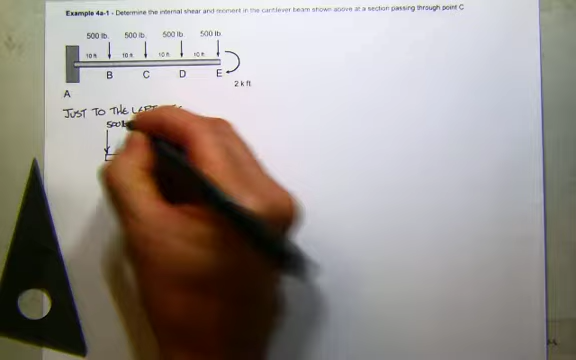 Example 4a-1 - Determine the internal shear and moment in the cantilever beam shown above at a section passing through point C
500 lb. 500 lb. 500 lb. 500 lb.
10 ft 10 ft 10 ft 10 ft
B C D E
2 k·ft
A
JUST TO THE LEFT
500